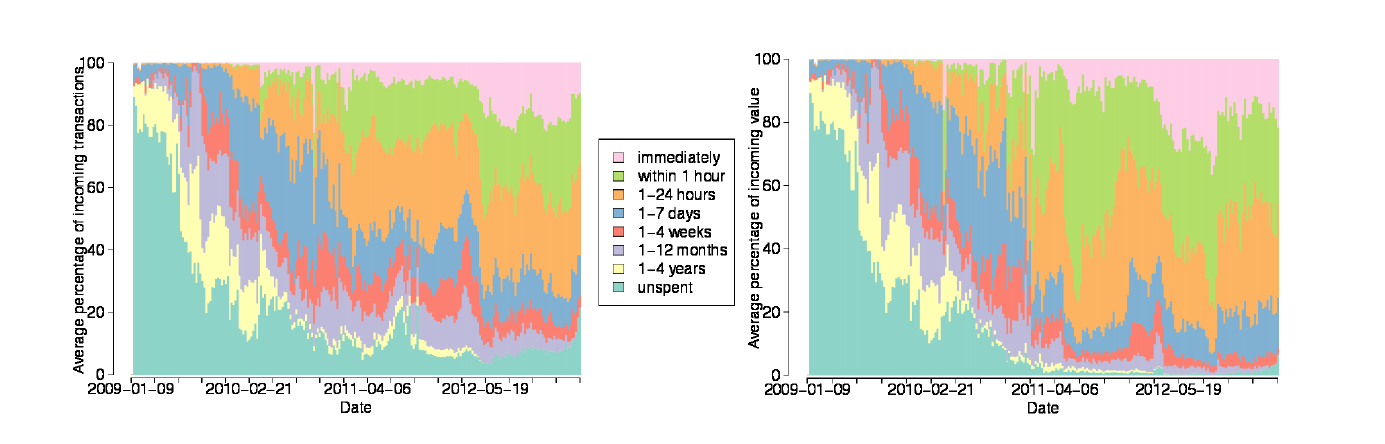 Average percentage of incoming transactions
100
80
60
40
20
0
2009−01−09
2010−02−21
2011−04−06
2012−05−19
Date
immediately
within 1 hour
1−24 hours
1−7 days
1−4 weeks
1−12 months
1−4 years
unspent
Average percentage of incoming value
100
80
60
40
20
0
2009−01−09
2010−02−21
2011−04−06
2012−05−19
Date